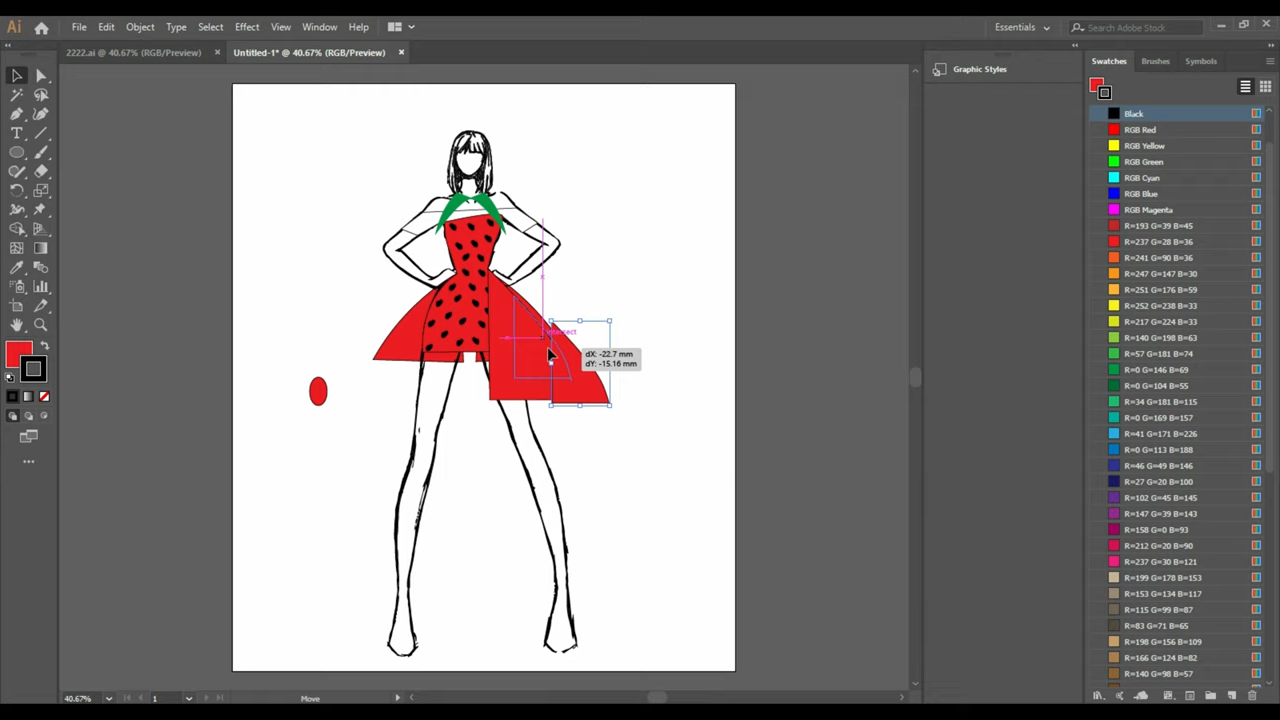 Ai File Edit Object Type Select Effect View Window Help Essentials Search Adobe Stock
2222.ai @ 40.67% (RGB/Preview) × Untitled-1* @ 40.67% (RGB/Preview) ×
Graphic Styles
Swatches Brushes Symbols
Black
RGB Red
RGB Yellow
RGB Green
RGB Cyan
RGB Blue
RGB Magenta
R=193 G=39 B=45
R=237 G=28 B=36
R=241 G=90 B=36
R=247 G=147 B=30
R=251 G=176 B=59
R=252 G=238 B=33
R=217 G=224 B=33
R=140 G=198 B=63
R=57 G=181 B=74
R=0 G=146 B=69
R=0 G=104 B=55
R=34 G=181 B=115
R=0 G=169 B=157
R=41 G=171 B=226
R=0 G=113 B=188
R=46 G=49 B=146
R=27 G=20 B=100
R=102 G=45 B=145
R=147 G=39 B=143
R=158 G=0 B=93
R=212 G=20 B=90
R=237 G=30 B=121
R=199 G=178 B=153
R=153 G=134 B=117
R=115 G=99 B=87
R=83 G=71 B=65
R=198 G=156 B=109
R=166 G=124 B=82
R=140 G=98 B=57
intersect
dX: -22.7 mm
dY: -15.16 mm
40.67% 1 Move